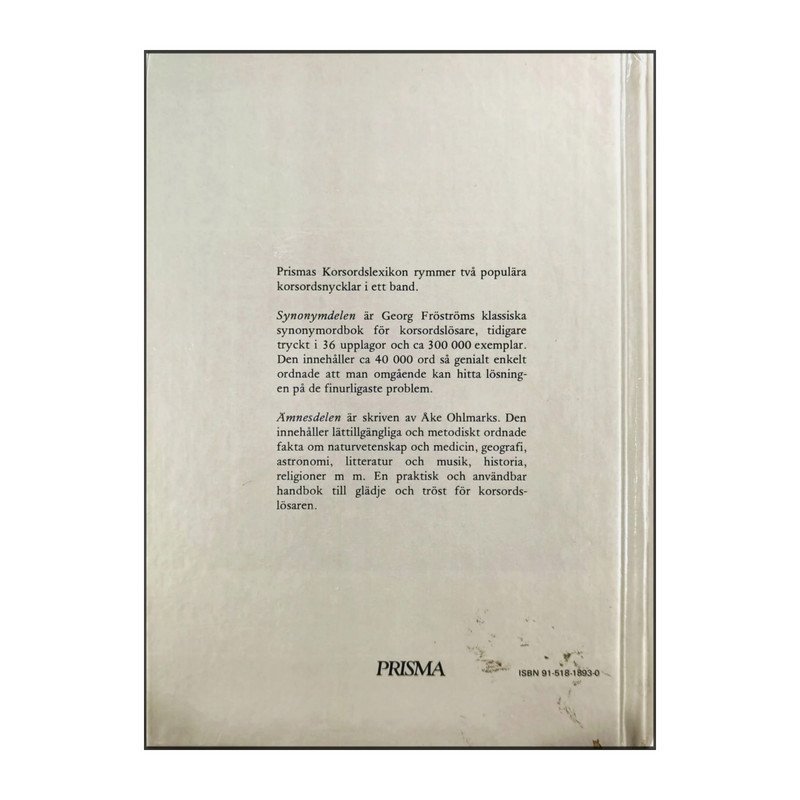 Prismas Korsordslexikon rymmer två populära
korsordsnycklar i ett band.
Synonymdelen är Georg Fröströms klassiska
synonymordbok för korsordslösare, tidigare
tryckt i 36 upplagor och ca 300 000 exemplar.
Den innehåller ca 40 000 ord så genialt enkelt
ordnade att man omgående kan hitta lösning-
en på de finurligaste problem.
Ämnesdelen är skriven av Åke Ohlmarks. Den
innehåller lättillgängliga och metodiskt ordnade
fakta om naturvetenskap och medicin, geografi,
astronomi, litteratur och musik, historia,
religioner m m. En praktisk och användbar
handbok till glädje och tröst för korsords-
lösaren.
PRISMA
ISBN 91-518-1893-0